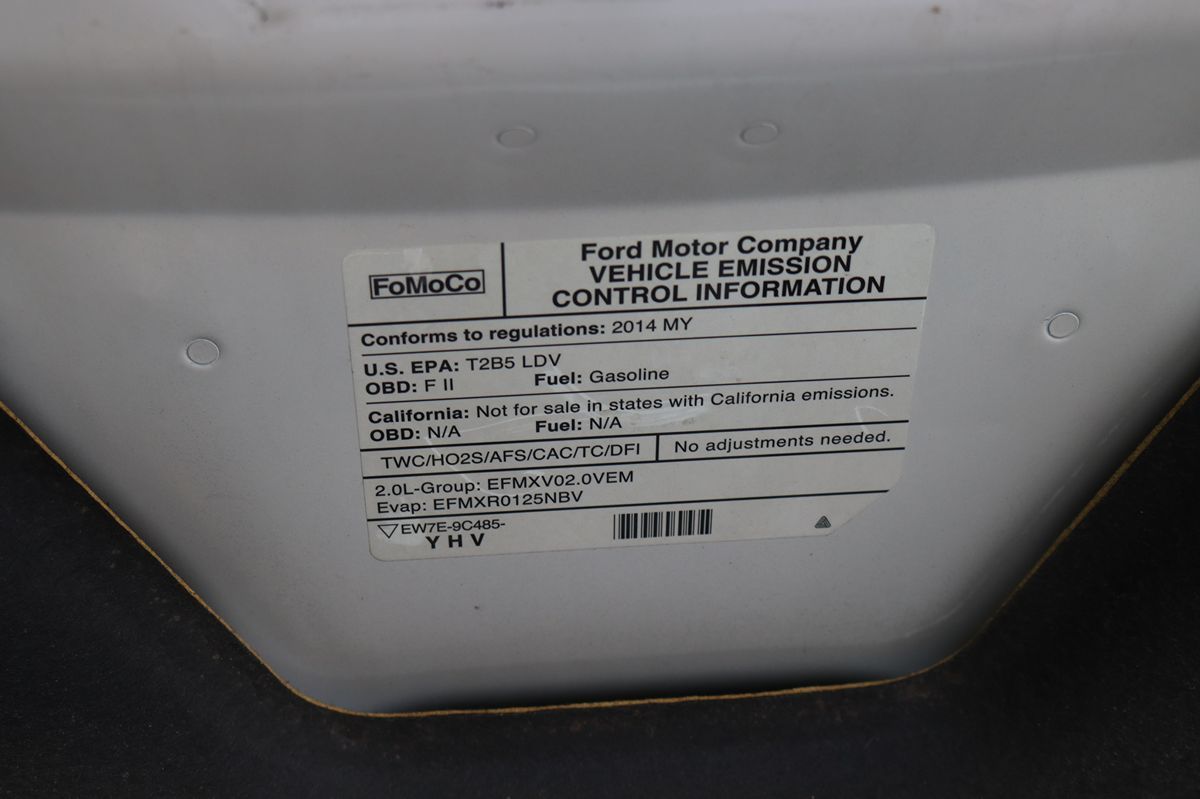 FoMoCo
Ford Motor Company
VEHICLE EMISSION
CONTROL INFORMATION
Conforms to regulations: 2014 MY
U.S. EPA: T2B5 LDV
OBD: F II Fuel: Gasoline
California: Not for sale in states with California emissions.
OBD: N/A Fuel: N/A
TWC/HO2S/AFS/CAC/TC/DFI No adjustments needed.
2.0L-Group: EFMXV02.0VEM
Evap: EFMXR0125NBV
EW7E-9C485-
Y H V